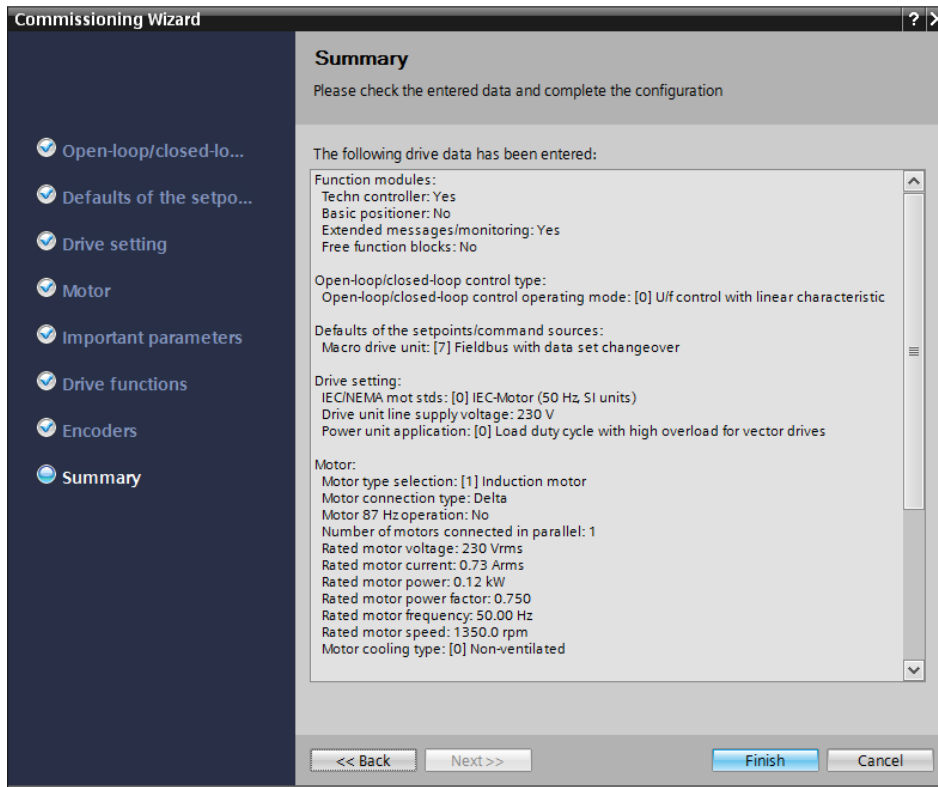 Commissioning Wizard
?
Summary
Please check the entered data and complete the configuration
Open-loop/closed-lo...
Defaults of the setpo...
Drive setting
Motor
Important parameters
Drive functions
Encoders
Summary
The following drive data has been entered:
Function modules:
Techn controller: Yes
Basic positioner: No
Extended messages/monitoring: Yes
Free function blocks: No
Open-loop/closed-loop control type:
Open-loop/closed-loop control operating mode: [0] U/f control with linear characteristic
Defaults of the setpoints/command sources:
Macro drive unit: [7] Fieldbus with data set changeover
Drive setting:
IEC/NEMA mot stds: [0] IEC-Motor (50 Hz, SI units)
Drive unit line supply voltage: 230 V
Power unit application: [0] Load duty cycle with high overload for vector drives
Motor:
Motor type selection: [1] Induction motor
Motor connection type: Delta
Motor 87 Hz operation: No
Number of motors connected in parallel: 1
Rated motor voltage: 230 Vrms
Rated motor current: 0.73 Arms
Rated motor power: 0.12 kW
Rated motor power factor: 0.750
Rated motor frequency: 50.00 Hz
Rated motor speed: 1350.0 rpm
Motor cooling type: [0] Non-ventilated
<< Back
Next >>
Finish
Cancel